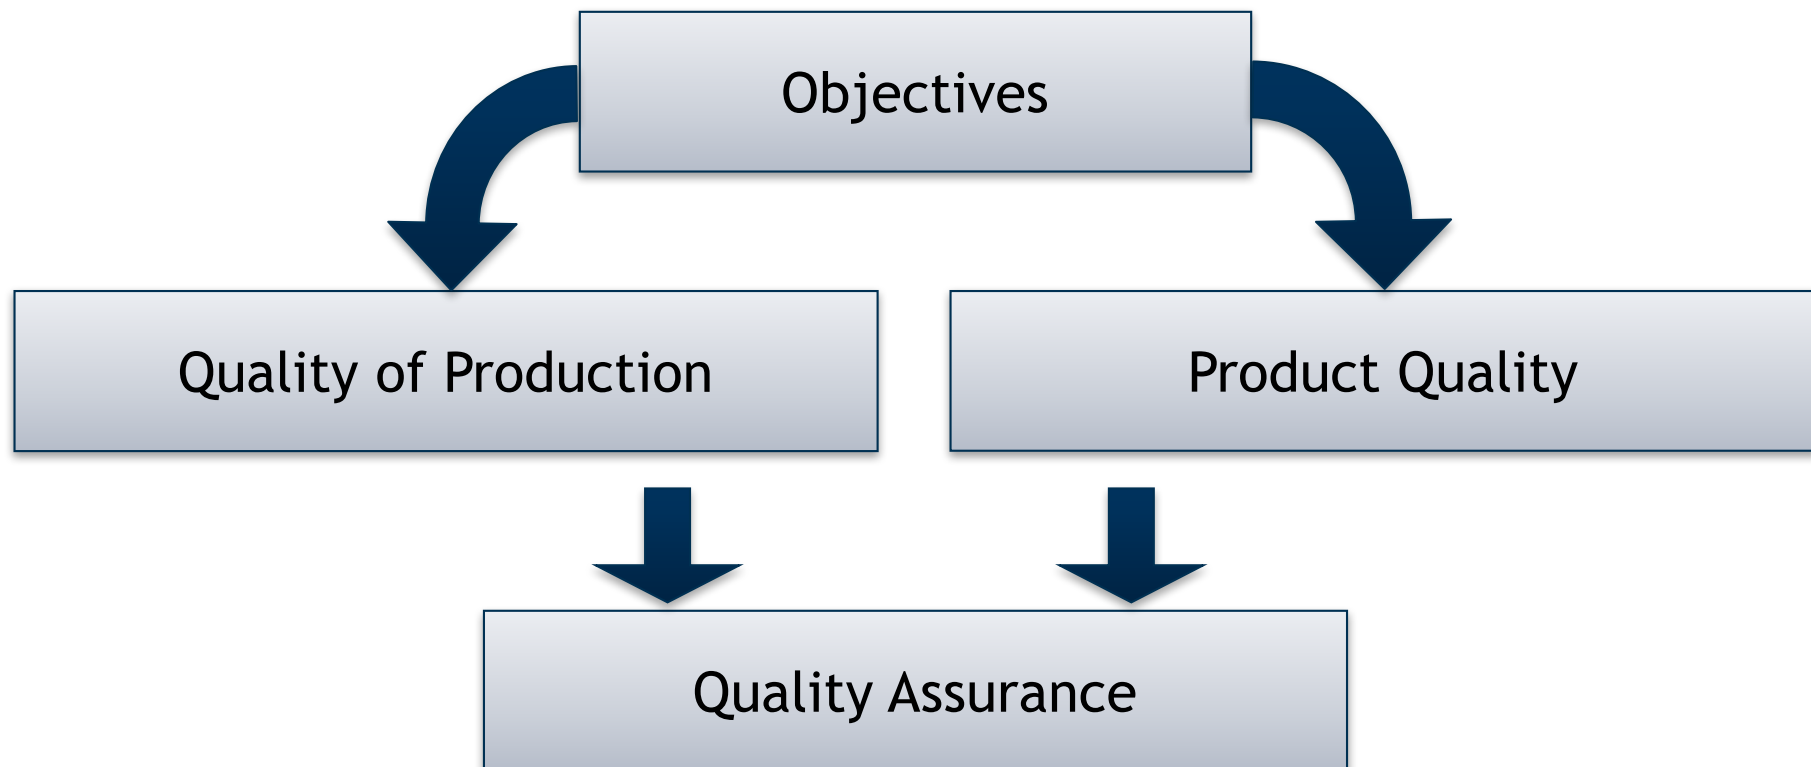 Objectives
Quality of Production
Product Quality
Quality Assurance